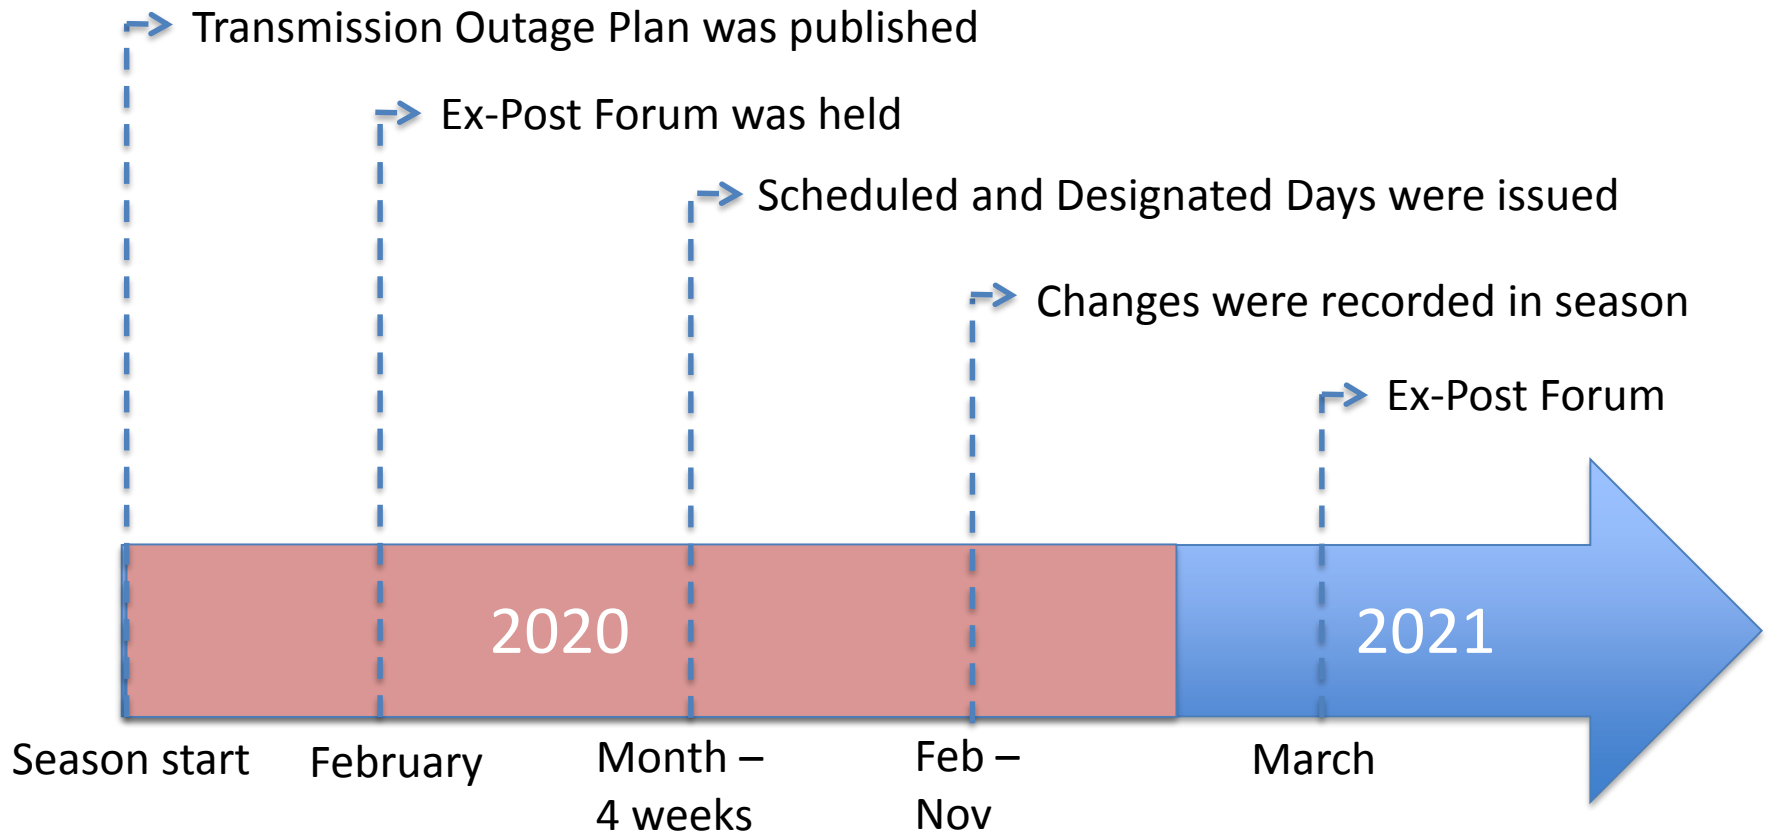 Transmission Outage Plan was published
Ex-Post Forum was held
Scheduled and Designated Days were issued
Changes were recorded in season
Ex-Post Forum
2020
2021
Season start
February
Month –
4 weeks
Feb –
Nov
March